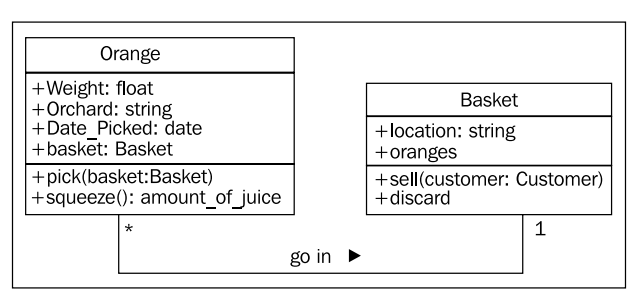 Orange
+Weight: float
+Orchard: string
+Date_Picked: date
+basket: Basket
+pick(basket:Basket)
+squeeze(): amount_of_juice
Basket
+location: string
+oranges
+sell(customer: Customer)
+discard
*
1
go in ▶